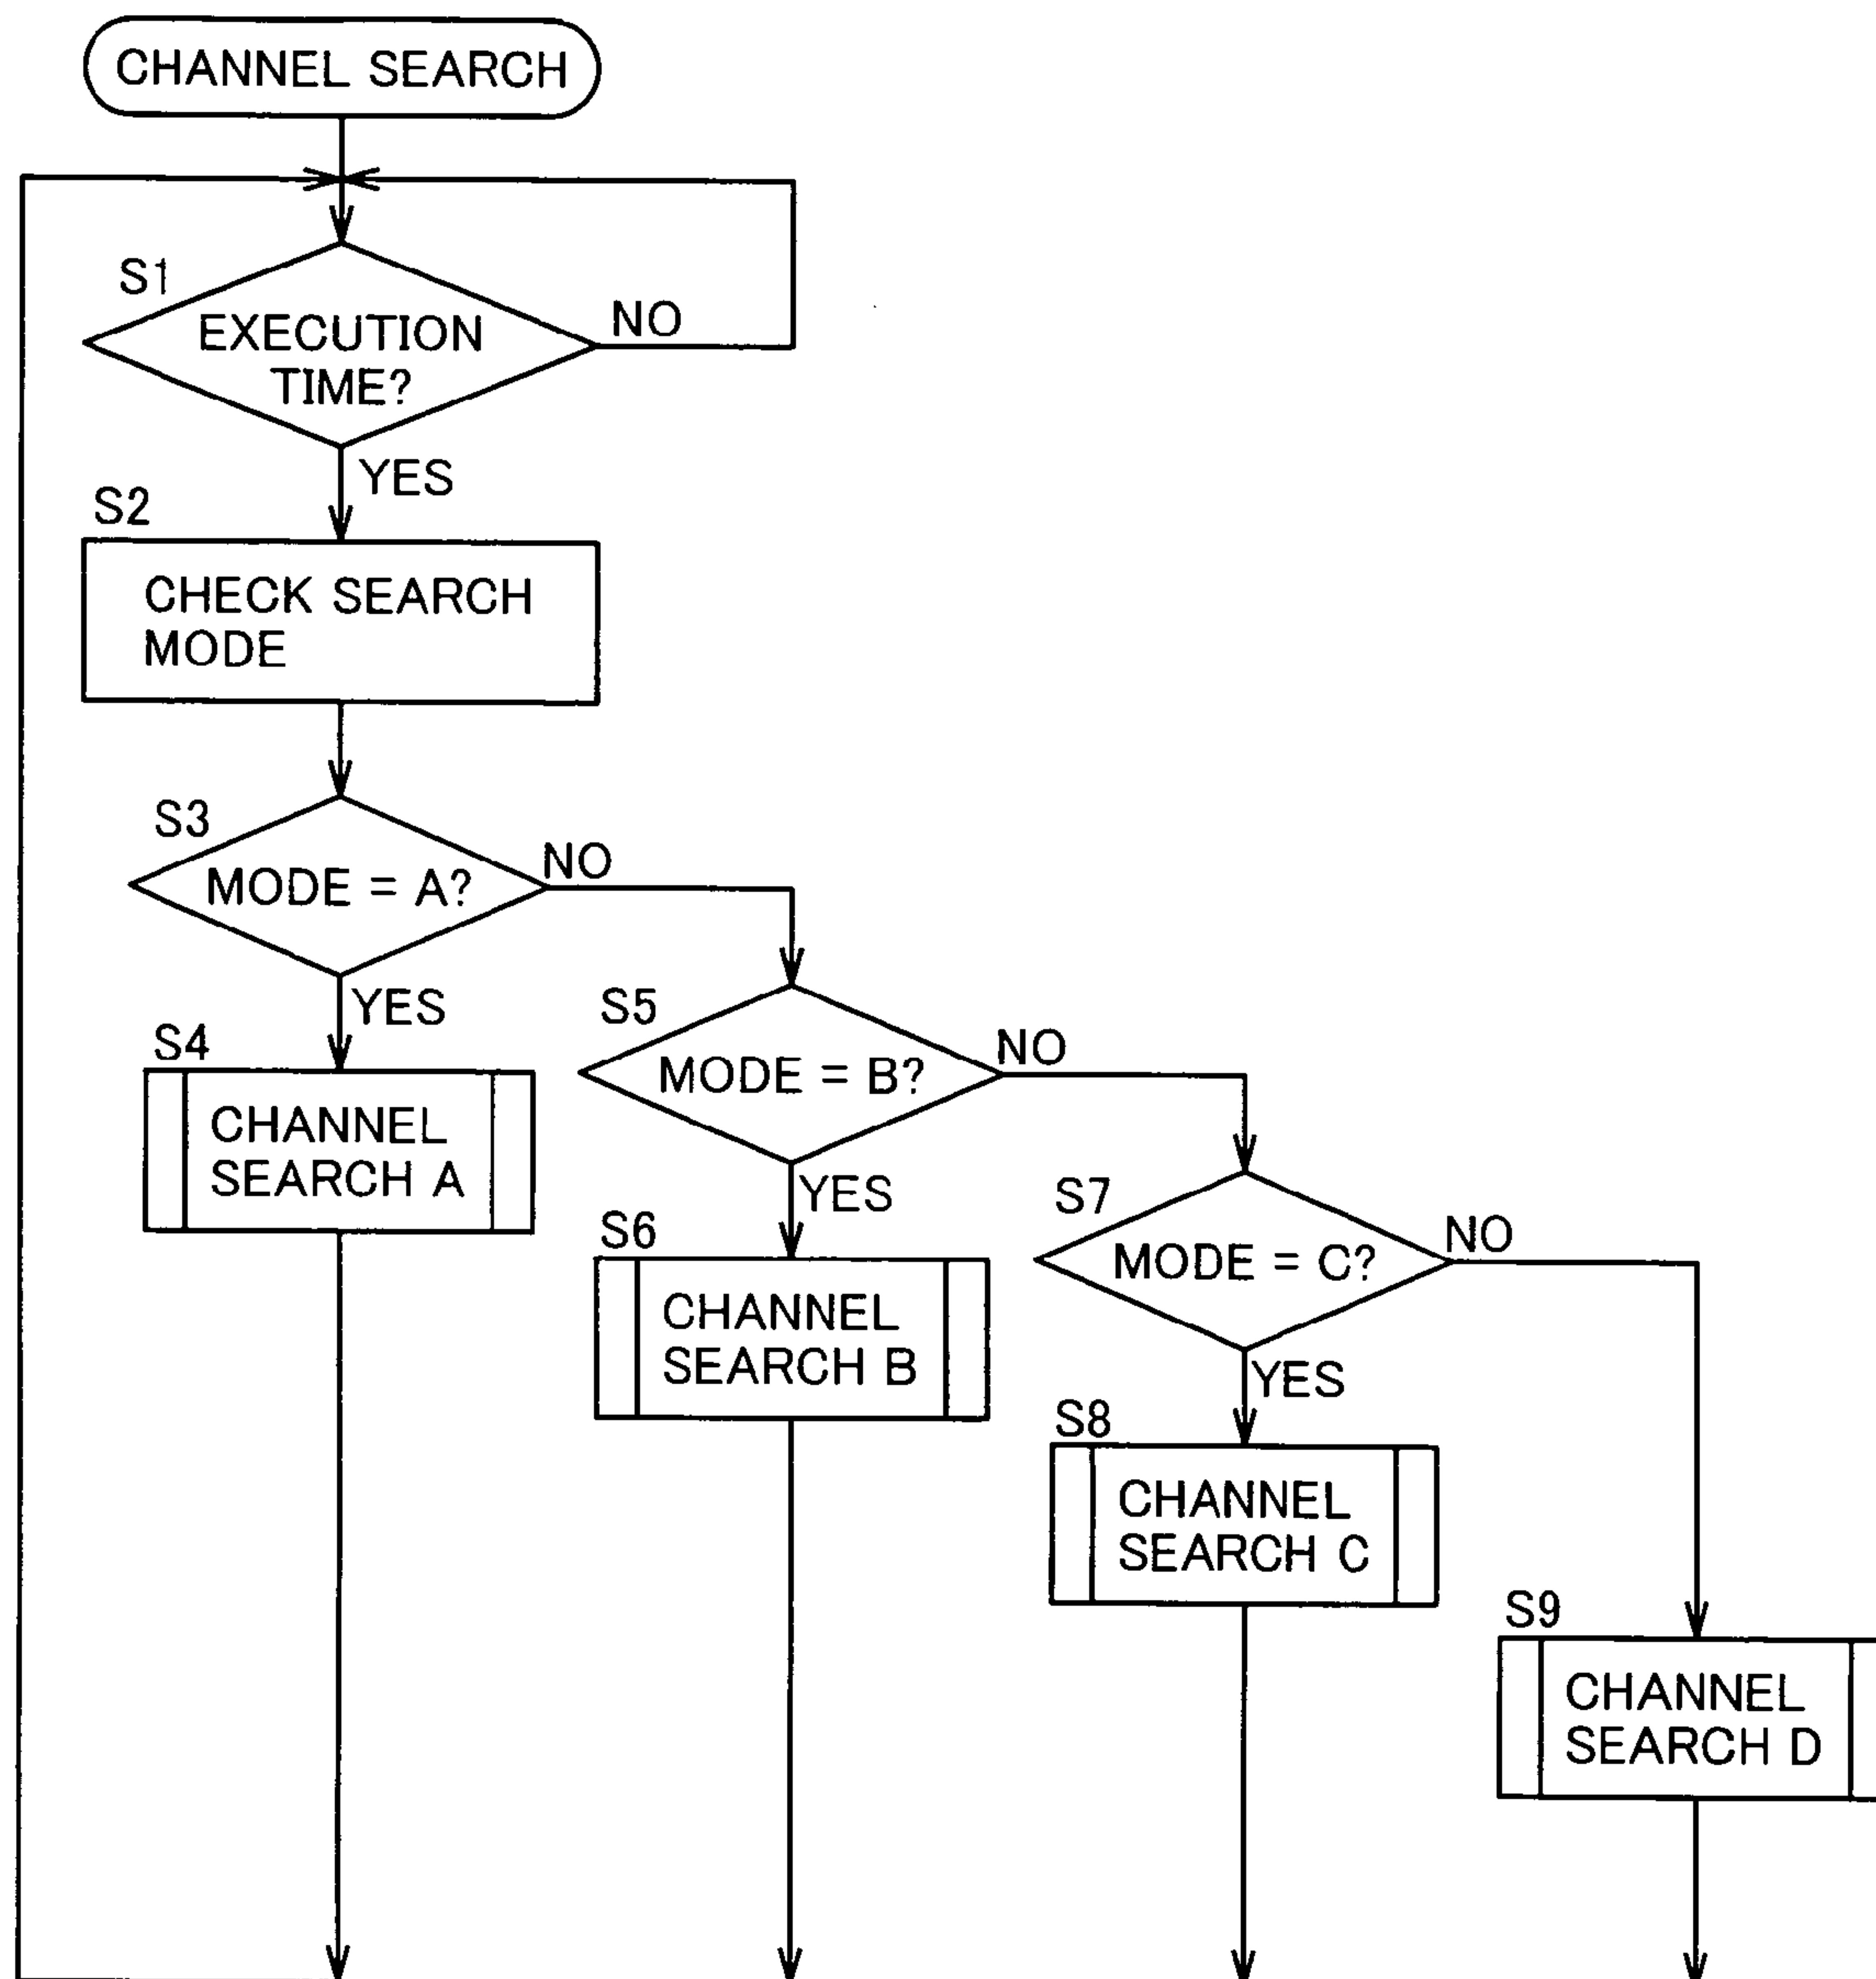 CHANNEL SEARCH
S1
EXECUTION
TIME?
NO
YES
S2
CHECK SEARCH
MODE
S3
MODE = A?
NO
YES
S4
CHANNEL
SEARCH A
S5
MODE = B?
NO
YES
S6
CHANNEL
SEARCH B
S7
MODE = C?
NO
YES
S8
CHANNEL
SEARCH C
S9
CHANNEL
SEARCH D